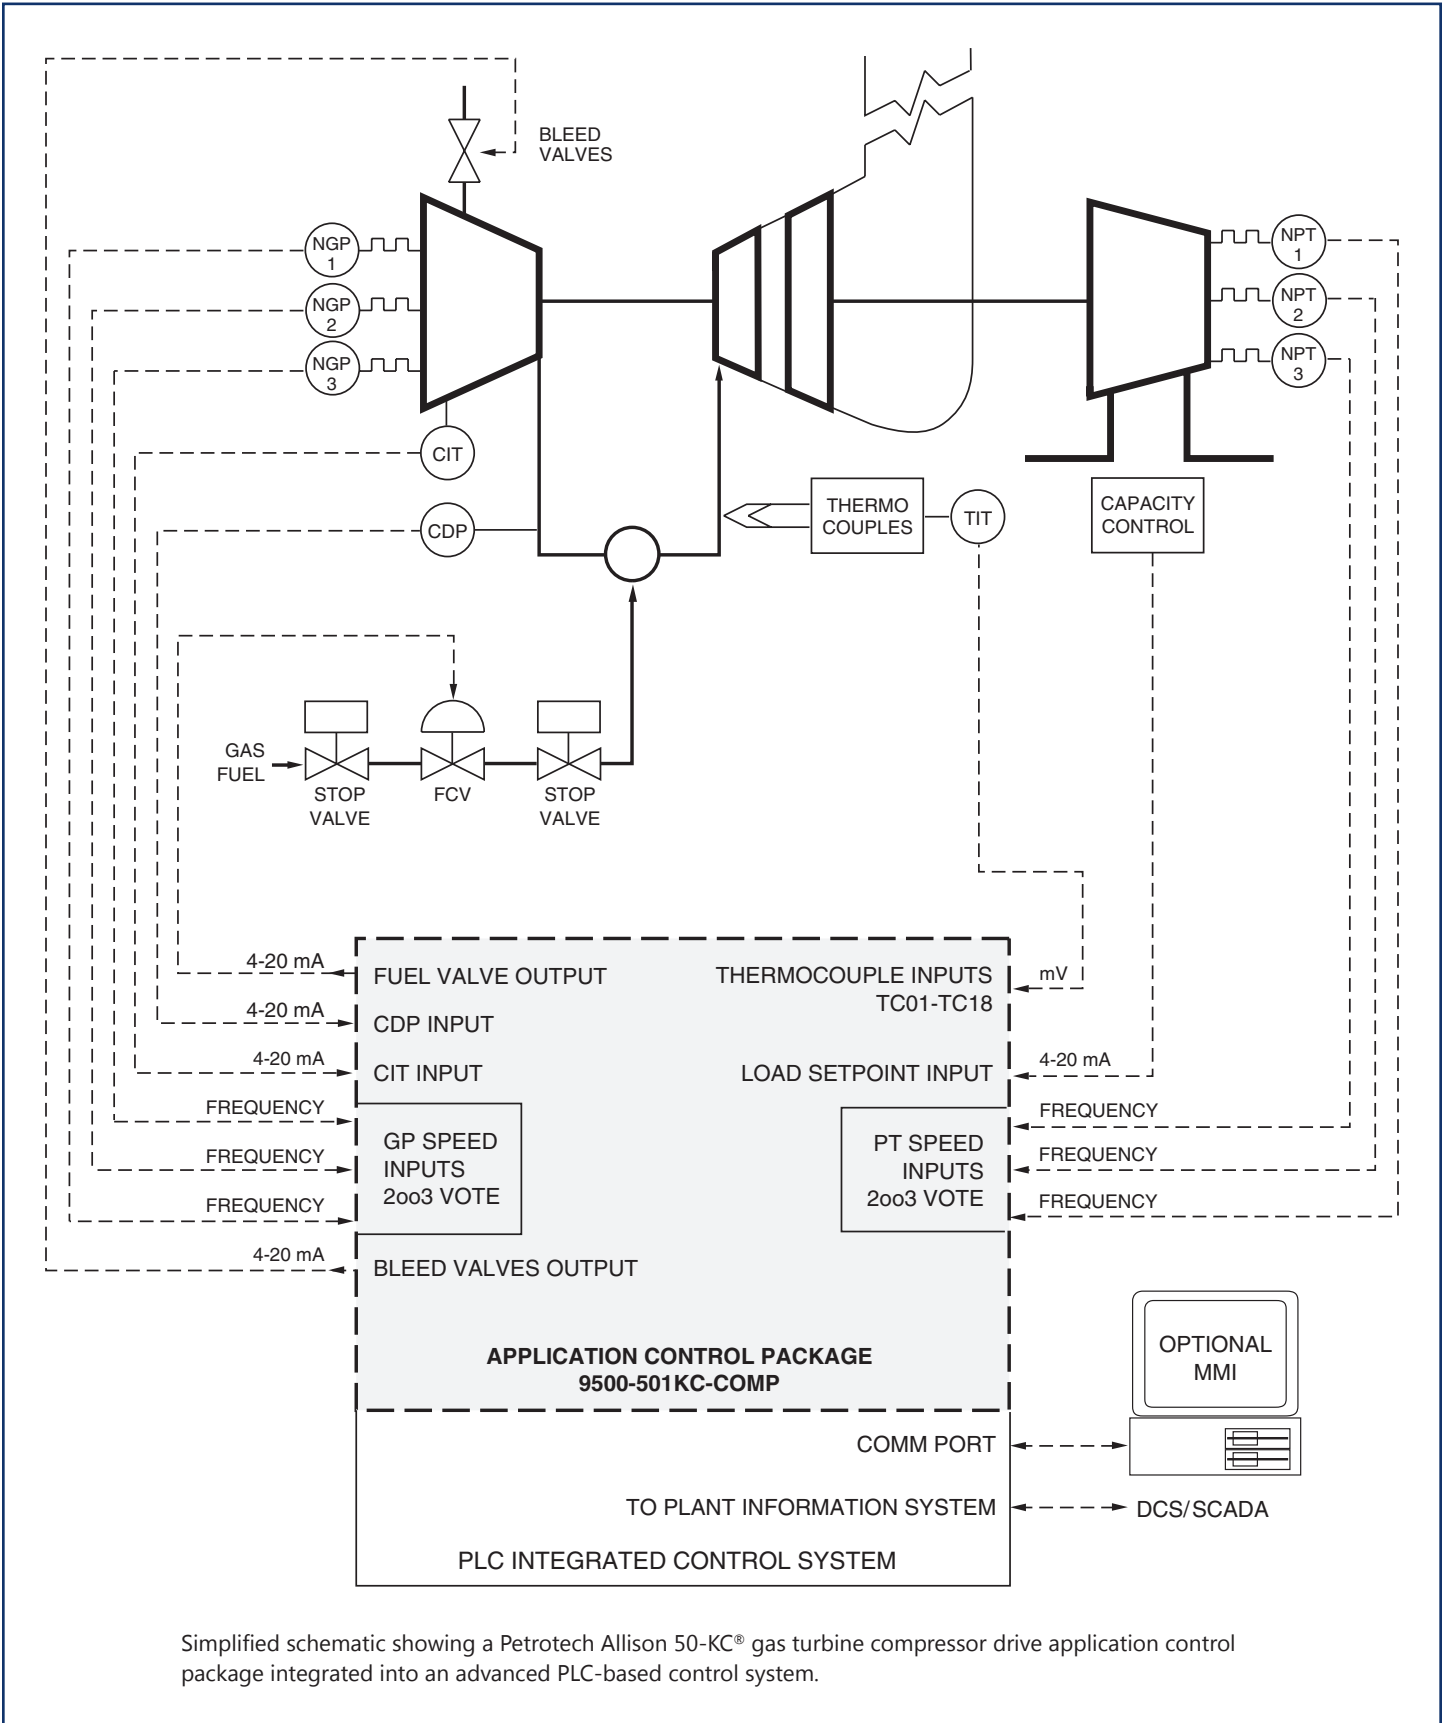 BLEED
VALVES
NGP
1
NGP
2
NGP
3
NPT
1
NPT
2
NPT
3
CIT
CDP
THERMO
COUPLES
TIT
CAPACITY
CONTROL
GAS
FUEL
STOP
VALVE
FCV
STOP
VALVE
4-20 mA
FUEL VALVE OUTPUT
4-20 mA
CDP INPUT
4-20 mA
CIT INPUT
FREQUENCY
FREQUENCY
FREQUENCY
GP SPEED
INPUTS
2oo3 VOTE
4-20 mA
BLEED VALVES OUTPUT
THERMOCOUPLE INPUTS
TC01-TC18
mV
LOAD SETPOINT INPUT
4-20 mA
PT SPEED
INPUTS
2oo3 VOTE
FREQUENCY
FREQUENCY
FREQUENCY
APPLICATION CONTROL PACKAGE
9500-501KC-COMP
OPTIONAL
MMI
COMM PORT
TO PLANT INFORMATION SYSTEM
DCS/SCADA
PLC INTEGRATED CONTROL SYSTEM
Simplified schematic showing a Petrotech Allison 50-KC® gas turbine compressor drive application control
package integrated into an advanced PLC-based control system.